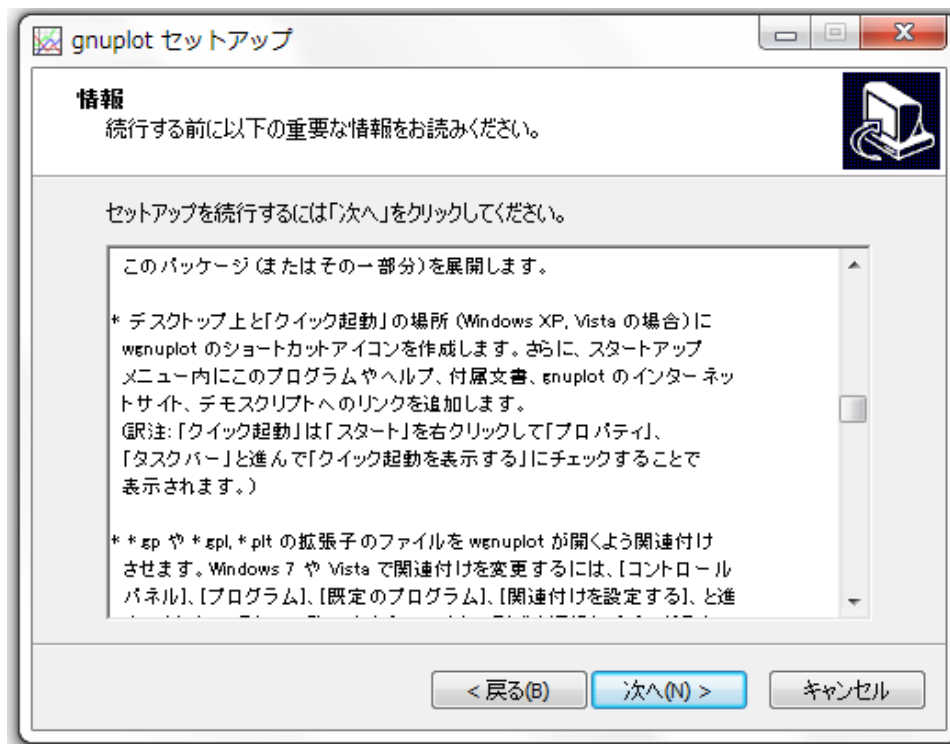 gnuplot セットアップ
情報
続行する前に以下の重要な情報をお読みください。
セットアップを続行するには「次へ」をクリックしてください。
このパッケージ (またはその一部分)を展開します。
* デスクトップ上と「クイック起動」の場所 (Windows XP, Vista の場合)に
wgnuplot のショートカットアイコンを作成します。さらに、スタートアップ
メニュー内にこのプログラムやヘルプ、付属文書、gnuplot のインターネッ
トサイト、デモスクリプトへのリンクを追加します。
(訳注: 「クイック起動」は「スタート」を右クリックして「プロパティ」、
「タスクバー」と進んで「クイック起動を表示する」にチェックすることで
表示されます。)
* *.gp や *.gpl, *.plt の拡張子のファイルを wgnuplot が開くよう関連付け
させます。Windows 7 や Vista で関連付けを変更するには、[コントロール
パネル]、[プログラム]、[既定のプログラム]、[関連付けを設定する]、と進
< 戻る(B)
次へ(N) >
キャンセル